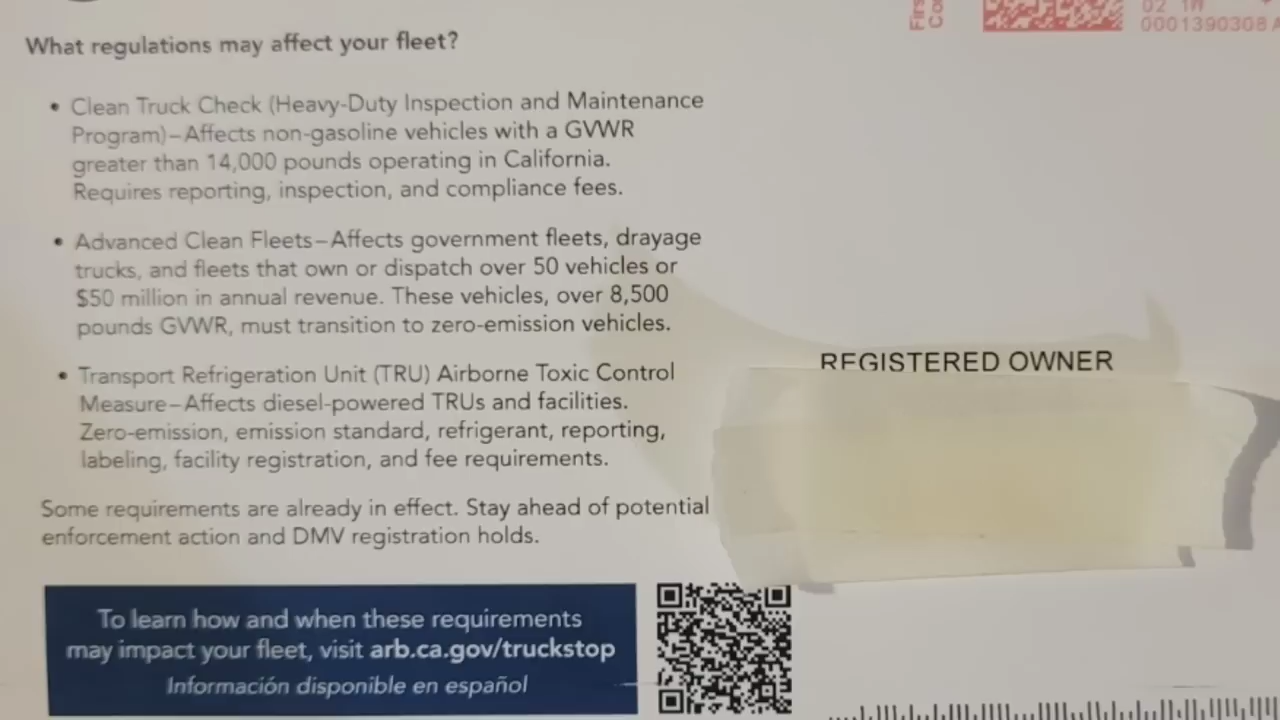 What regulations may affect your fleet?
• Clean Truck Check (Heavy-Duty Inspection and Maintenance
Program)–Affects non-gasoline vehicles with a GVWR
greater than 14,000 pounds operating in California.
Requires reporting, inspection, and compliance fees.
• Advanced Clean Fleets–Affects government fleets, drayage
trucks, and fleets that own or dispatch over 50 vehicles or
$50 million in annual revenue. These vehicles, over 8,500
pounds GVWR, must transition to zero-emission vehicles.
• Transport Refrigeration Unit (TRU) Airborne Toxic Control
Measure–Affects diesel-powered TRUs and facilities.
Zero-emission, emission standard, refrigerant, reporting,
labeling, facility registration, and fee requirements.
Some requirements are already in effect. Stay ahead of potential
enforcement action and DMV registration holds.
To learn how and when these requirements
may impact your fleet, visit arb.ca.gov/truckstop
Información disponible en español
02 1W
0001390308
REGISTERED OWNER